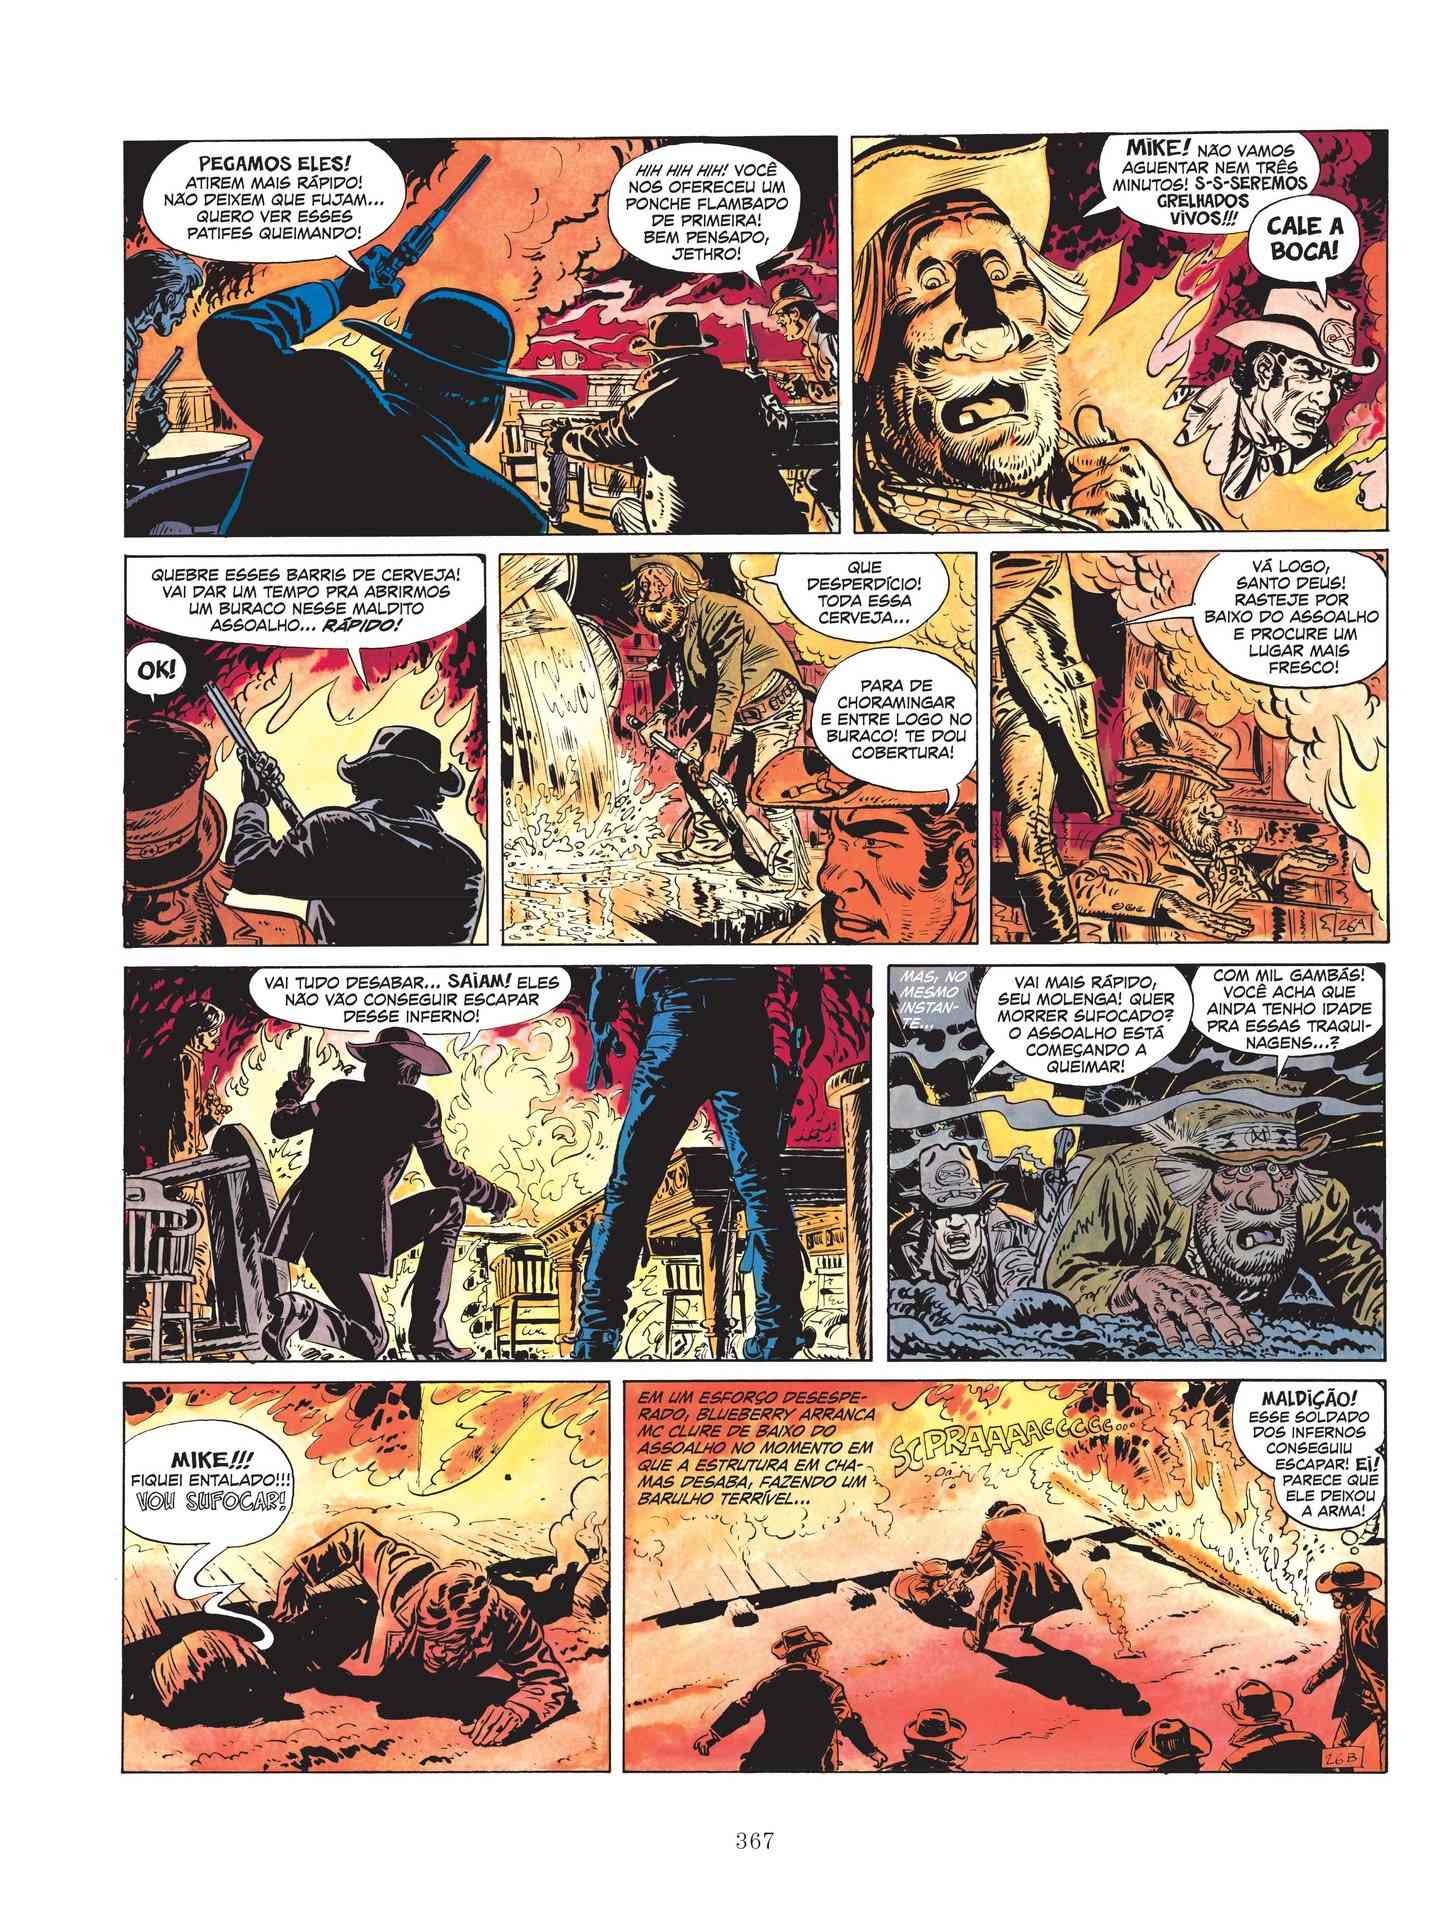 PEGAMOS ELES!
ATIREM MAIS RÁPIDO!
NÃO DEIXEM QUE FUJAM...
QUERO VER ESSES
PATIFES QUEIMANDO!
HIH HIH HIH! VOCÊ
NOS OFERECEU UM
PONCHE FLAMBADO
DE PRIMEIRA!
BEM PENSADO,
JETHRO!
MIKE! NÃO VAMOS
AGUENTAR NEM TRÊS
MINUTOS! S-S-SEREMOS
GRELHADOS
VIVOS!!!
CALE A
BOCA!
QUEBRE ESSES BARRIS DE CERVEJA!
VAI DAR UM TEMPO PRA ABRIRMOS
UM BURACO NESSE MALDITO
ASSOALHO... RÁPIDO!
OK!
QUE
DESPERDÍCIO!
TODA ESSA
CERVEJA...
PARA DE
CHORAMINGAR
E ENTRE LOGO NO
BURACO! TE DOU
COBERTURA!
VÁ LOGO,
SANTO DEUS!
RASTEJE POR
BAIXO DO ASSOALHO
E PROCURE UM
LUGAR MAIS
FRESCO!
26A
VAI TUDO DESABAR... SAIAM! ELES
NÃO VÃO CONSEGUIR ESCAPAR
DESSE INFERNO!
MAS, NO
MESMO
INSTAN-
TE...
VAI MAIS RÁPIDO,
SEU MOLENGA! QUER
MORRER SUFOCADO?
O ASSOALHO ESTÁ
COMEÇANDO A
QUEIMAR!
COM MIL GAMBÁS!
VOCÊ ACHA QUE
AINDA TENHO IDADE
PRA ESSAS TRAQUI-
NAGENS...?
MIKE!!!
FIQUEI ENTALADO!!!
VOU SUFOCAR!
EM UM ESFORÇO DESESPE-
RADO, BLUEBERRY ARRANCA
MC CLURE DE BAIXO DO
ASSOALHO NO MOMENTO EM
QUE A ESTRUTURA EM CHA-
MAS DESABA, FAZENDO UM
BARULHO TERRÍVEL...
SCPRAAAACGGGG...
MALDIÇÃO!
ESSE SOLDADO
DOS INFERNOS
CONSEGUIU
ESCAPAR! EI!
PARECE QUE
ELE DEIXOU
A ARMA!
26B
367